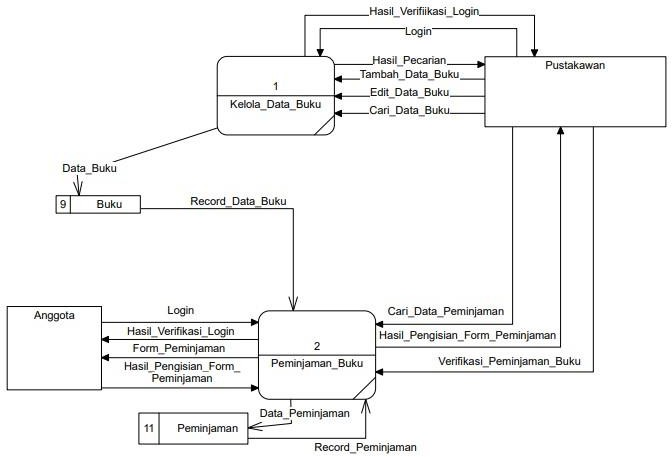 Hasil_Verifiikasi_Login
Login
Hasil_Pecarian
Tambah_Data_Buku
Edit_Data_Buku
Cari_Data_Buku
Pustakawan
1
Kelola_Data_Buku
Data_Buku
9 Buku
Record_Data_Buku
Anggota
Login
Hasil_Verifikasi_Login
Form_Peminjaman
Hasil_Pengisian_Form_
Peminjaman
2
Peminjaman_Buku
Cari_Data_Peminjaman
Hasil_Pengisian_Form_Peminjaman
Verifikasi_Peminjaman_Buku
Data_Peminjaman
11 Peminjaman
Record_Peminjaman